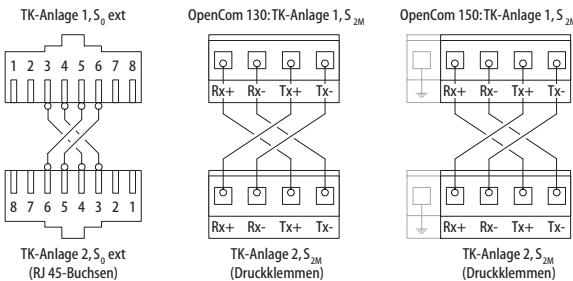 TK-Anlage 1, S0 ext
1 2 3 4 5 6 7 8
8 7 6 5 4 3 2 1
TK-Anlage 2, S0 ext
(RJ 45-Buchsen)
OpenCom 130: TK-Anlage 1, S2M
Rx+ Rx- Tx+ Tx-
Rx+ Rx- Tx+ Tx-
TK-Anlage 2, S2M
(Druckklemmen)
OpenCom 150: TK-Anlage 1, S2M
Rx+ Rx- Tx+ Tx-
Rx+ Rx- Tx+ Tx-
TK-Anlage 2, S2M
(Druckklemmen)